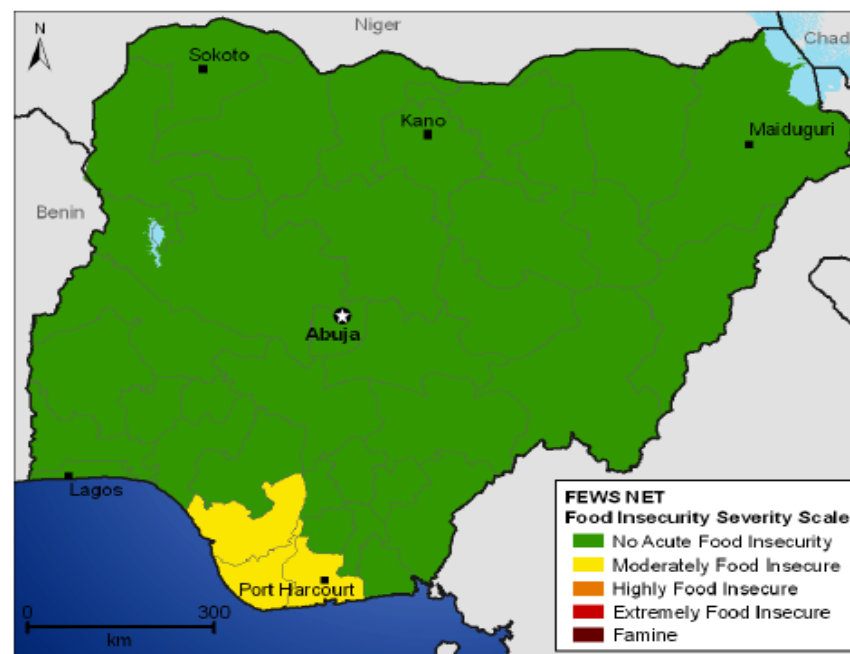 N
Niger
Chad
Sokoto
Kano
Maiduguri
Benin
Abuja
Lagos
Port Harcourt
0 300
km
FEWS NET
Food Insecurity Severity Scale
No Acute Food Insecurity
Moderately Food Insecure
Highly Food Insecure
Extremely Food Insecure
Famine